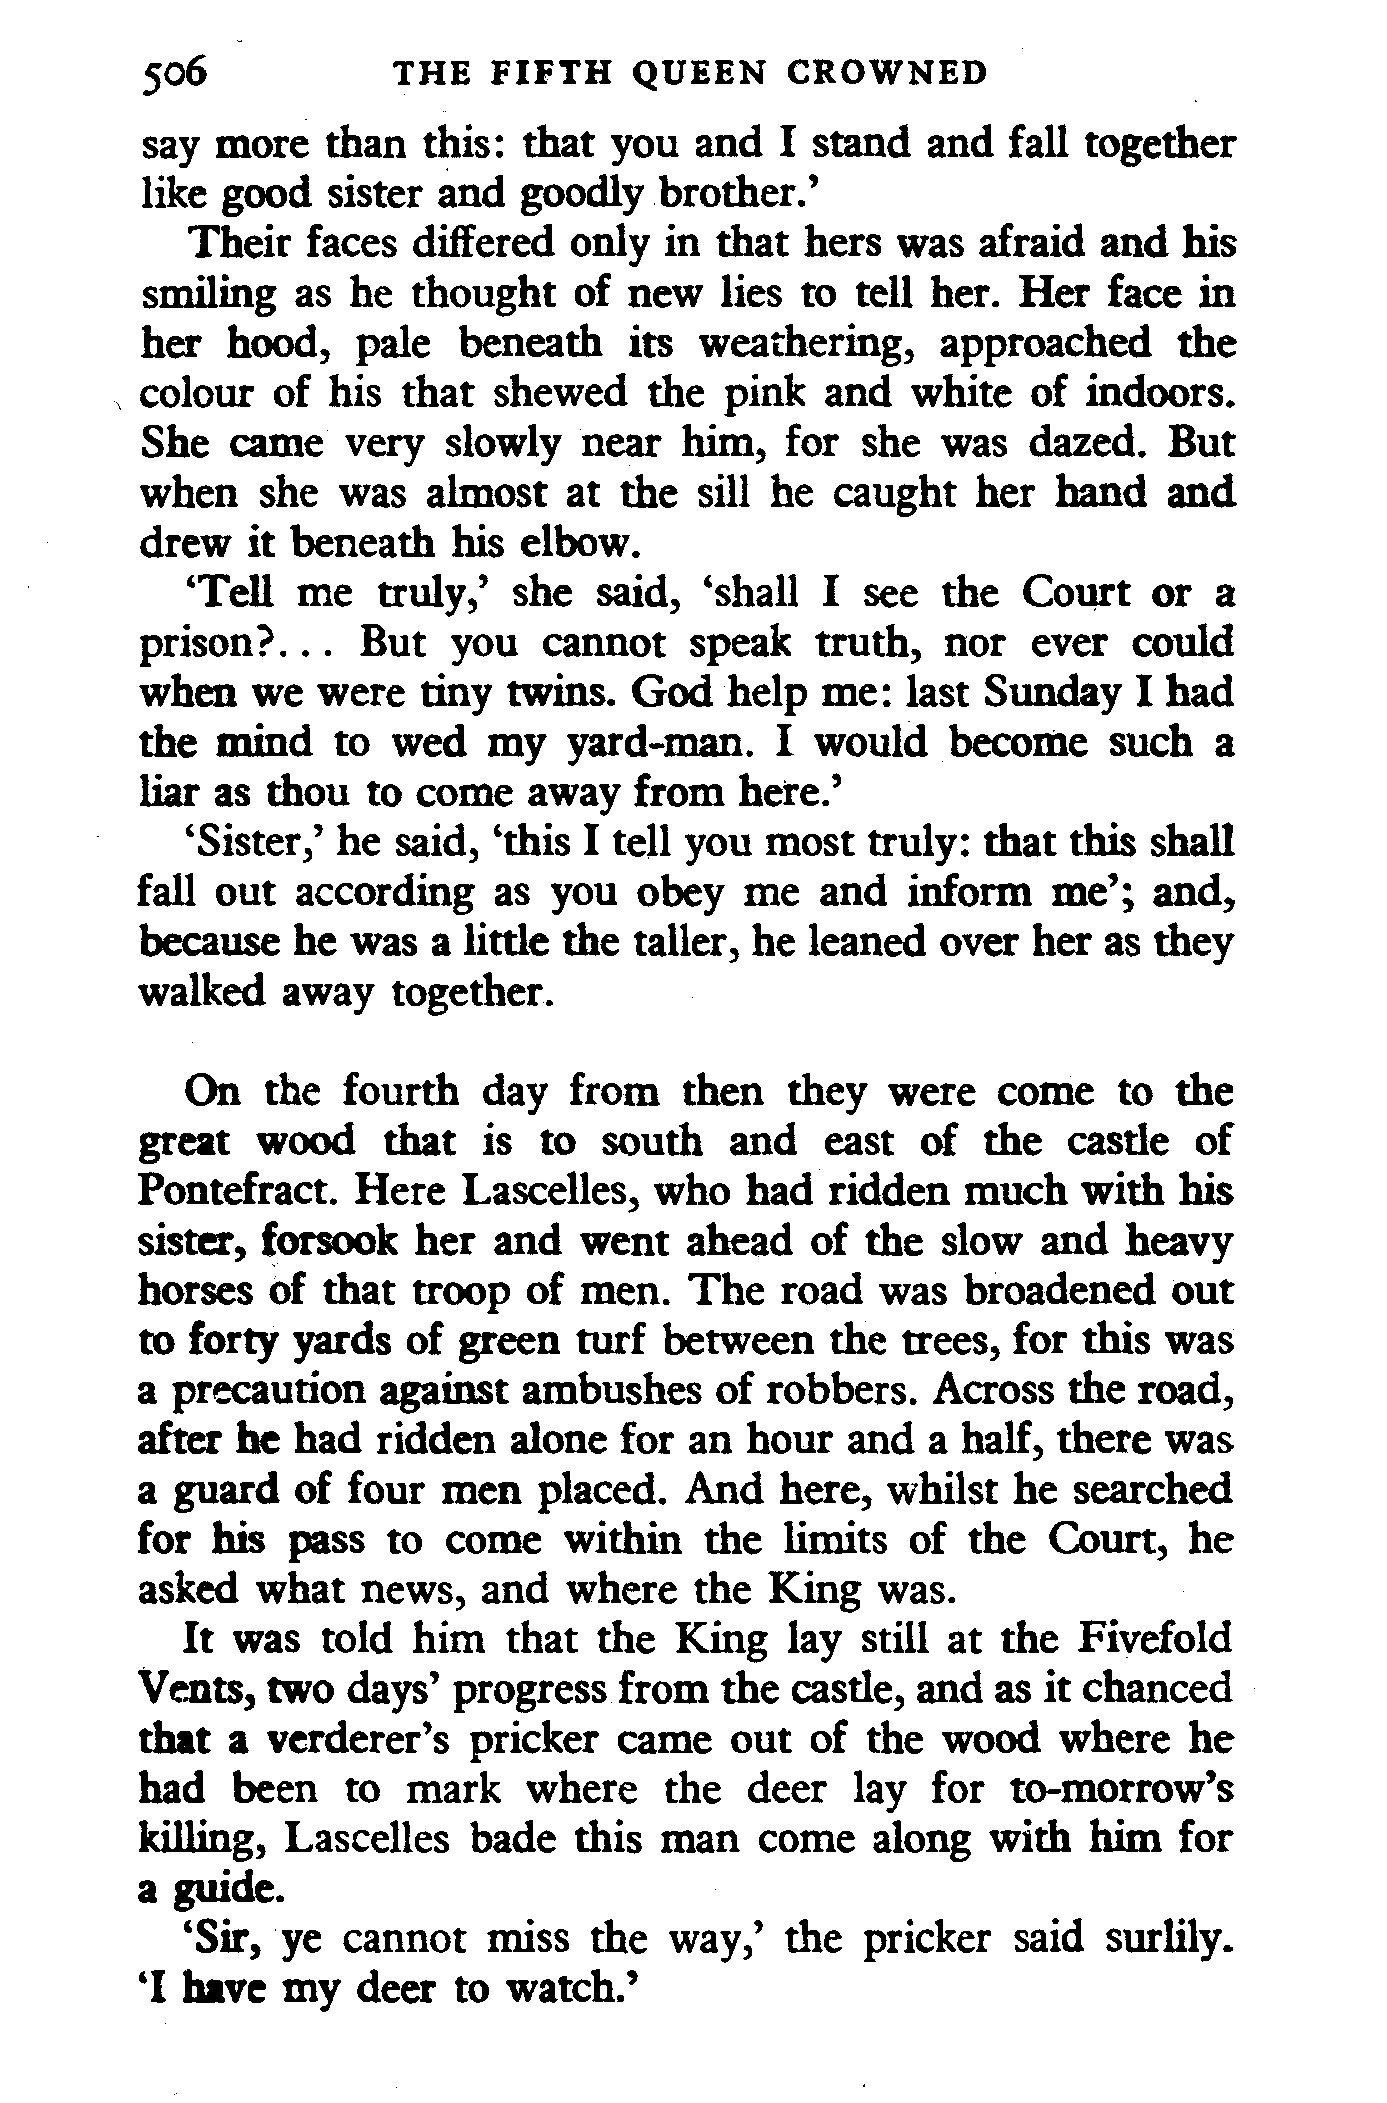 506 THE FIFTH QUEEN CROWNED
say more than this: that you and I stand and fall together
like good sister and goodly brother.’
Their faces differed only in that hers was afraid and his
smiling as he thought of new lies to tell her. Her face in
her hood, pale beneath its weathering, approached the
colour of his that shewed the pink and white of indoors.
She came very slowly near him, for she was dazed. But
when she was almost at the sill he caught her hand and
drew it beneath his elbow.
‘Tell me truly,’ she said, ‘shall I see the Court or a
prison?... But you cannot speak truth, nor ever could
when we were tiny twins. God help me: last Sunday I had
the mind to wed my yard-man. I would become such a
liar as thou to come away from here.’
‘Sister,’ he said, ‘this I tell you most truly: that this shall
fall out according as you obey me and inform me’; and,
because he was a little the taller, he leaned over her as they
walked away together.
On the fourth day from then they were come to the
great wood that is to south and east of the castle of
Pontefract. Here Lascelles, who had ridden much with his
sister, forsook her and went ahead of the slow and heavy
horses of that troop of men. The road was broadened out
to forty yards of green turf between the trees, for this was
a precaution against ambushes of robbers. Across the road,
after he had ridden alone for an hour and a half, there was
a guard of four men placed. And here, whilst he searched
for his pass to come within the limits of the Court, he
asked what news, and where the King was.
It was told him that the King lay still at the Fivefold
Vents, two days’ progress from the castle, and as it chanced
that a verderer’s pricker came out of the wood where he
had been to mark where the deer lay for to-morrow’s
killing, Lascelles bade this man come along with him for
a guide.
‘Sir, ye cannot miss the way,’ the pricker said surlily.
‘I have my deer to watch.’